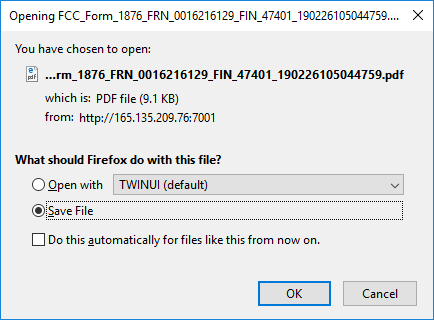 Opening FCC_Form_1876_FRN_0016216129_FIN_47401_190226105044759....
You have chosen to open:
...rm_1876_FRN_0016216129_FIN_47401_190226105044759.pdf
which is: PDF file (9.1 KB)
from: http://165.135.209.76:7001
What should Firefox do with this file?
Open with TWINUI (default)
Save File
Do this automatically for files like this from now on.
OK Cancel